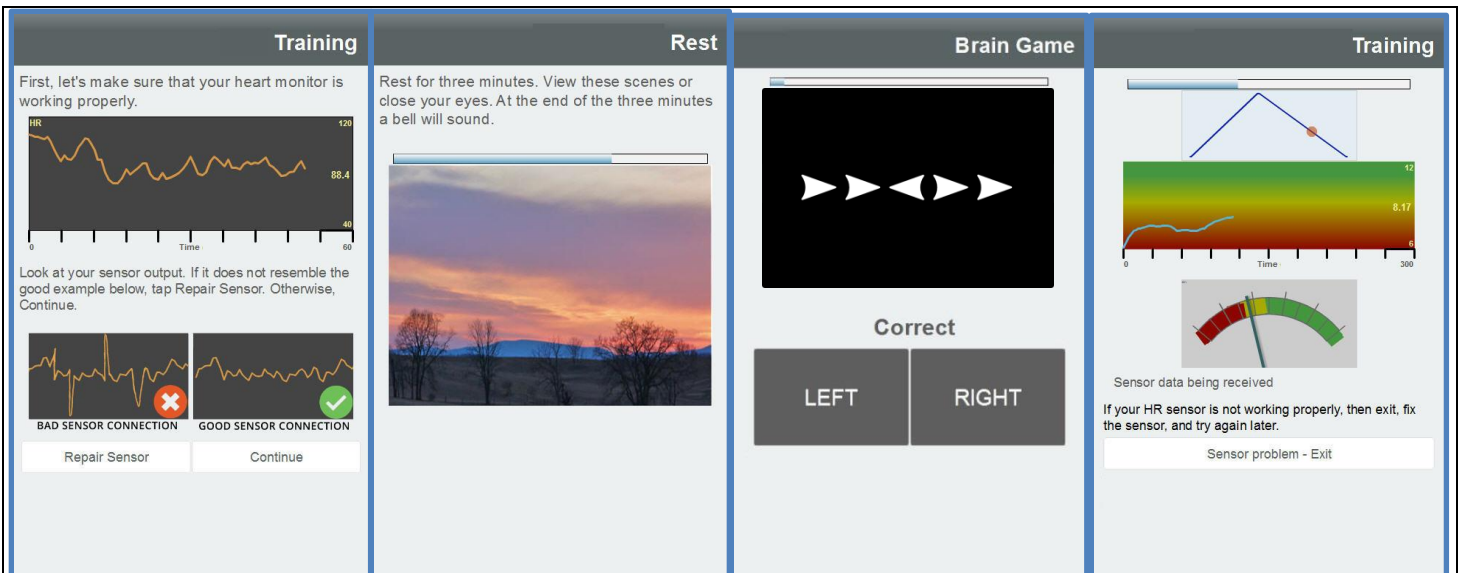 Training
First, let's make sure that your heart monitor is
working properly.
HR
120
88.4
40
0
Time
60
Look at your sensor output. If it does not resemble the
good example below, tap Repair Sensor. Otherwise,
Continue.
BAD SENSOR CONNECTION
GOOD SENSOR CONNECTION
Repair Sensor
Continue
Rest
Rest for three minutes. View these scenes or
close your eyes. At the end of the three minutes
a bell will sound.
Brain Game
Correct
LEFT
RIGHT
Training
12
8.17
6
0
Time
300
Sensor data being received
If your HR sensor is not working properly, then exit, fix
the sensor, and try again later.
Sensor problem - Exit